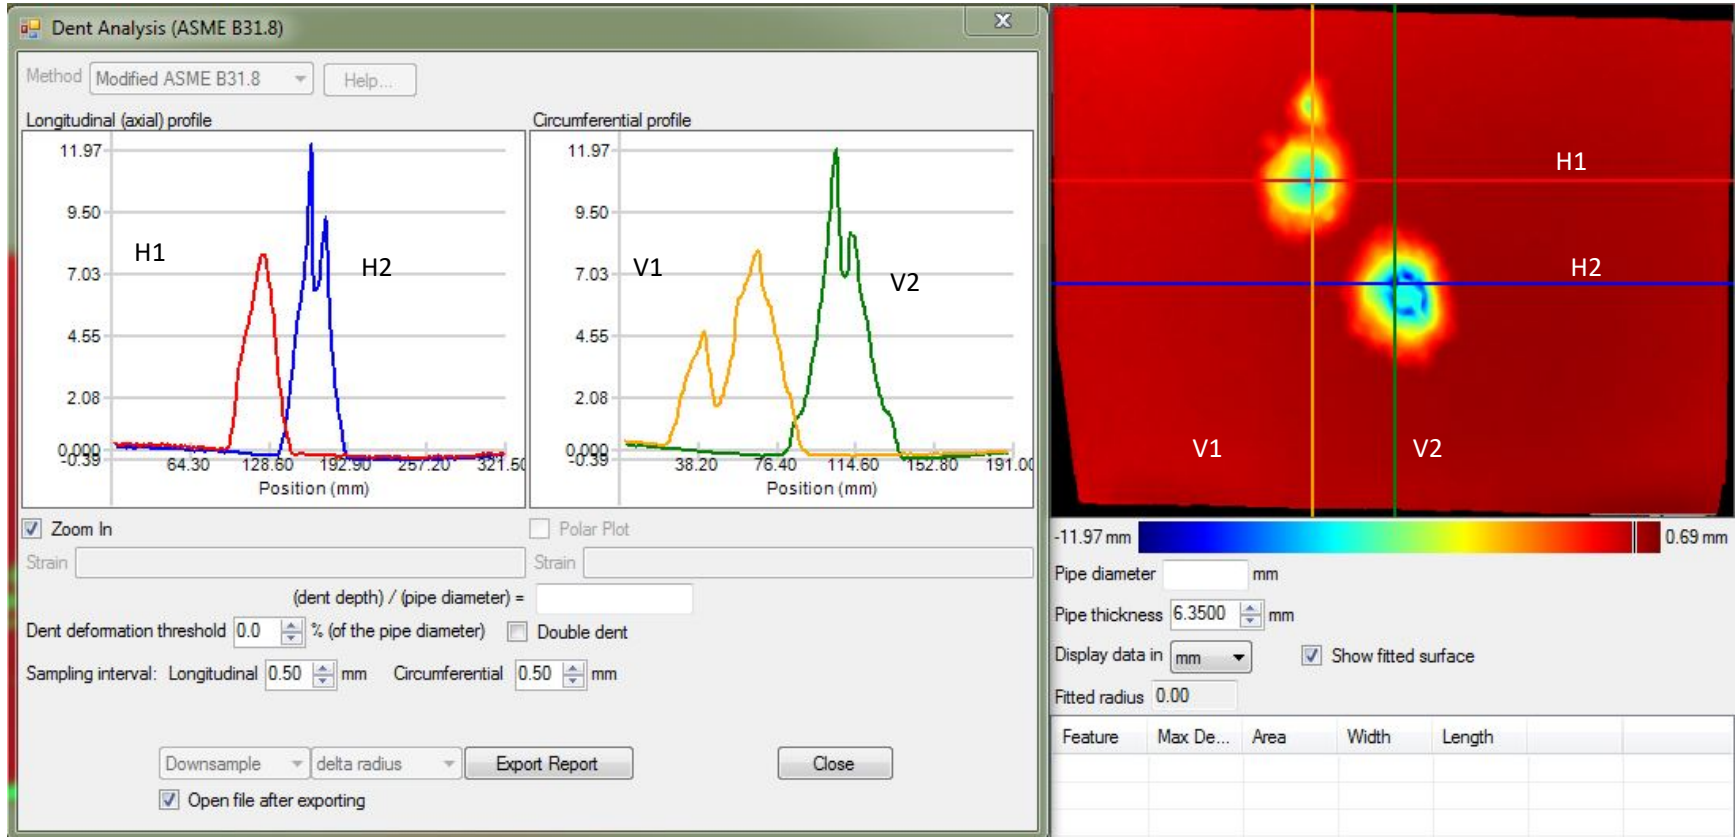 Dent Analysis (ASME B31.8)
X
Method Modified ASME B31.8 Help...
Longitudinal (axial) profile
11.97
9.50
7.03
4.55
2.08
0.000
-0.39
H1
H2
64.30 128.60 192.90 257.20 321.50
Position (mm)
Circumferential profile
11.97
9.50
7.03
4.55
2.08
0.000
-0.39
V1
V2
38.20 76.40 114.60 152.80 191.00
Position (mm)
Zoom In
Polar Plot
Strain
Strain
(dent depth) / (pipe diameter) =
Dent deformation threshold 0.0 % (of the pipe diameter) Double dent
Sampling interval: Longitudinal 0.50 mm Circumferential 0.50 mm
Downsample delta radius Export Report Close
Open file after exporting
H1
H2
V1 V2
-11.97 mm 0.69 mm
Pipe diameter mm
Pipe thickness 6.3500 mm
Display data in mm Show fitted surface
Fitted radius 0.00
Feature Max De... Area Width Length